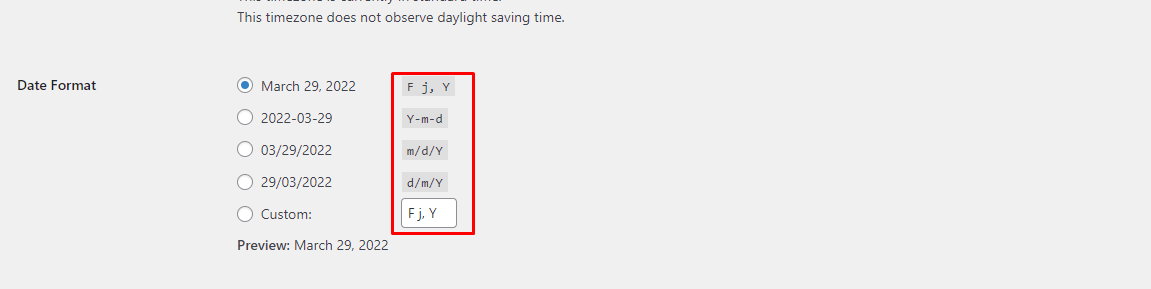 This timezone does not observe daylight saving time.
Date Format
March 29, 2022 F j, Y
2022-03-29 Y-m-d
03/29/2022 m/d/Y
29/03/2022 d/m/Y
Custom: F j, Y
Preview: March 29, 2022